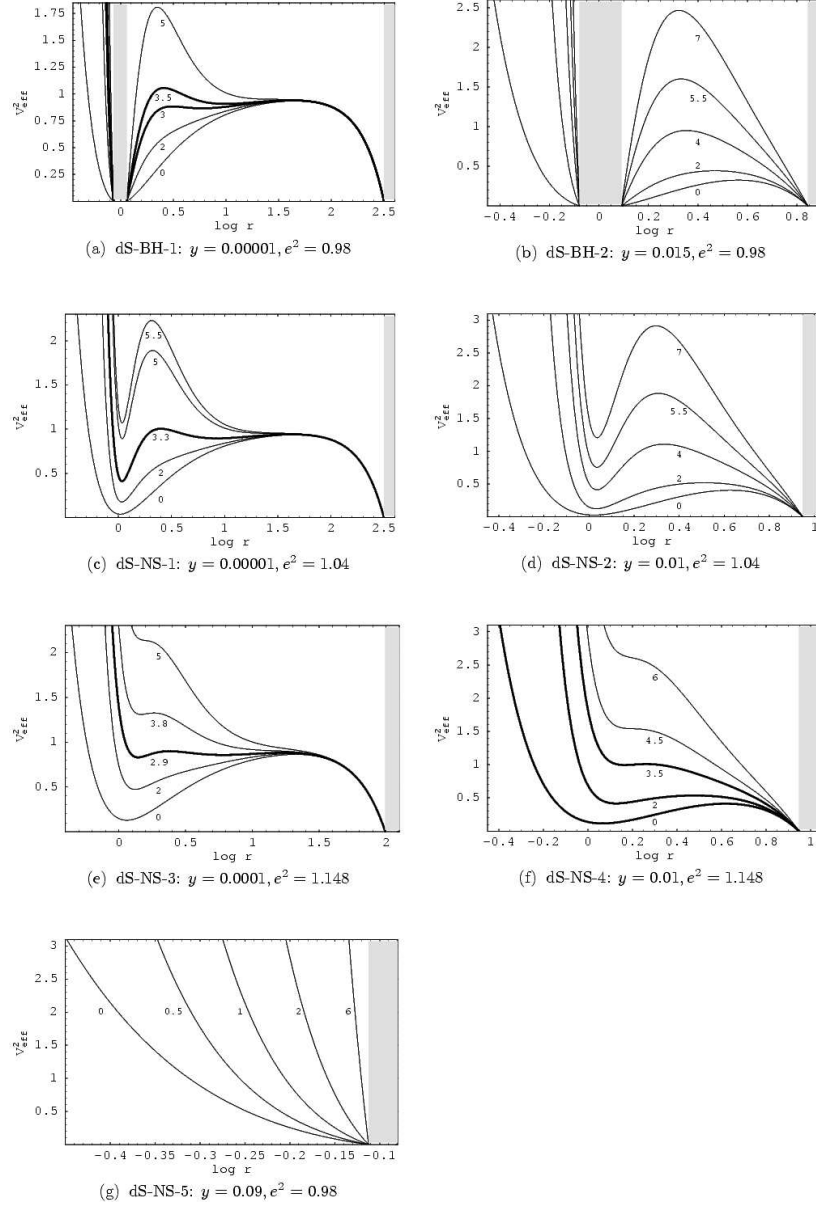 1.75
1.5
1.25
1
0.75
0.5
0.25
V²eff
5
3.5
3
2
0
0 0.5 1 1.5 2 2.5
log r
(a) dS-BH-1: y = 0.00001, e² = 0.98
2.5
2
1.5
1
0.5
V²eff
7
5.5
4
2
0
-0.4 -0.2 0 0.2 0.4 0.6 0.8
log r
(b) dS-BH-2: y = 0.015, e² = 0.98
2
1.5
1
0.5
V²eff
5.5
5
3.3
2
0
0 0.5 1 1.5 2 2.5
log r
(c) dS-NS-1: y = 0.00001, e² = 1.04
3
2.5
2
1.5
1
0.5
V²eff
7
5.5
4
2
0
-0.4 -0.2 0 0.2 0.4 0.6 0.8 1
log r
(d) dS-NS-2: y = 0.01, e² = 1.04
2
1.5
1
0.5
V²eff
5
3.8
2.9
2
0
0 0.5 1 1.5 2
log r
(e) dS-NS-3: y = 0.0001, e² = 1.148
3
2.5
2
1.5
1
0.5
V²eff
6
4.5
3.5
2
0
-0.4 -0.2 0 0.2 0.4 0.6 0.8 1
log r
(f) dS-NS-4: y = 0.01, e² = 1.148
3
2.5
2
1.5
1
0.5
V²eff
0 0.5 1 2 6
-0.4 -0.35 -0.3 -0.25 -0.2 -0.15 -0.1
log r
(g) dS-NS-5: y = 0.09, e² = 0.98